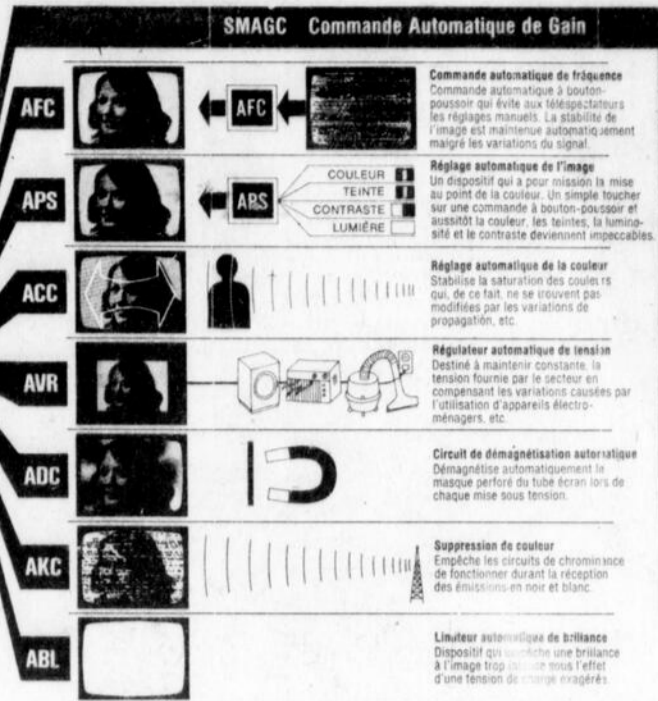 SMAGC Commande Automatique de Gain
AFC
AFC
Commande automatique de fráquence
Commande automatique à bouton-
poussoir qui évite aux téléspectateurs
les réglages manuels. La stabilité de
l'image est maintenue automatiquement
malgré les variations du signal.
APS
APS
COULEUR
TEINTE
CONTRASTE
LUMIÉRE
Réglage automatique de l'image
Un dispositif qui a pour mission la mise
au point de la couleur. Un simple toucher
sur une commande à bouton-poussoir et
aussitôt la couleur, les teintes, la lumino-
sité et le contraste deviennent impeccables.
ACC
Réglage automatique de la couleur
Stabilise la saturation des couleurs
qui, de ce fait, ne se trouvent pas
modifiées par les variations de
propagation, etc.
AVR
Régulateur automatique de tension
Destiné à maintenir constante, la
tension fournie par le secteur en
compensant les variations causées par
l'utilisation d'appareils électro-
ménagers, etc.
ADC
Circuit de démagnétisation automatique
Démagnétise automatiquement le
masque perforé du tube écran lors de
chaque mise sous tension.
AKC
Suppression de couleur
Empêche les circuits de chrominance
de fonctionner durant la réception
des émissions en noir et blanc.
ABL
Limiteur automatique de brillance
Dispositif qui empêche une brillance
à l'image trop sous l'effet
d'une tension de charge exagérés.